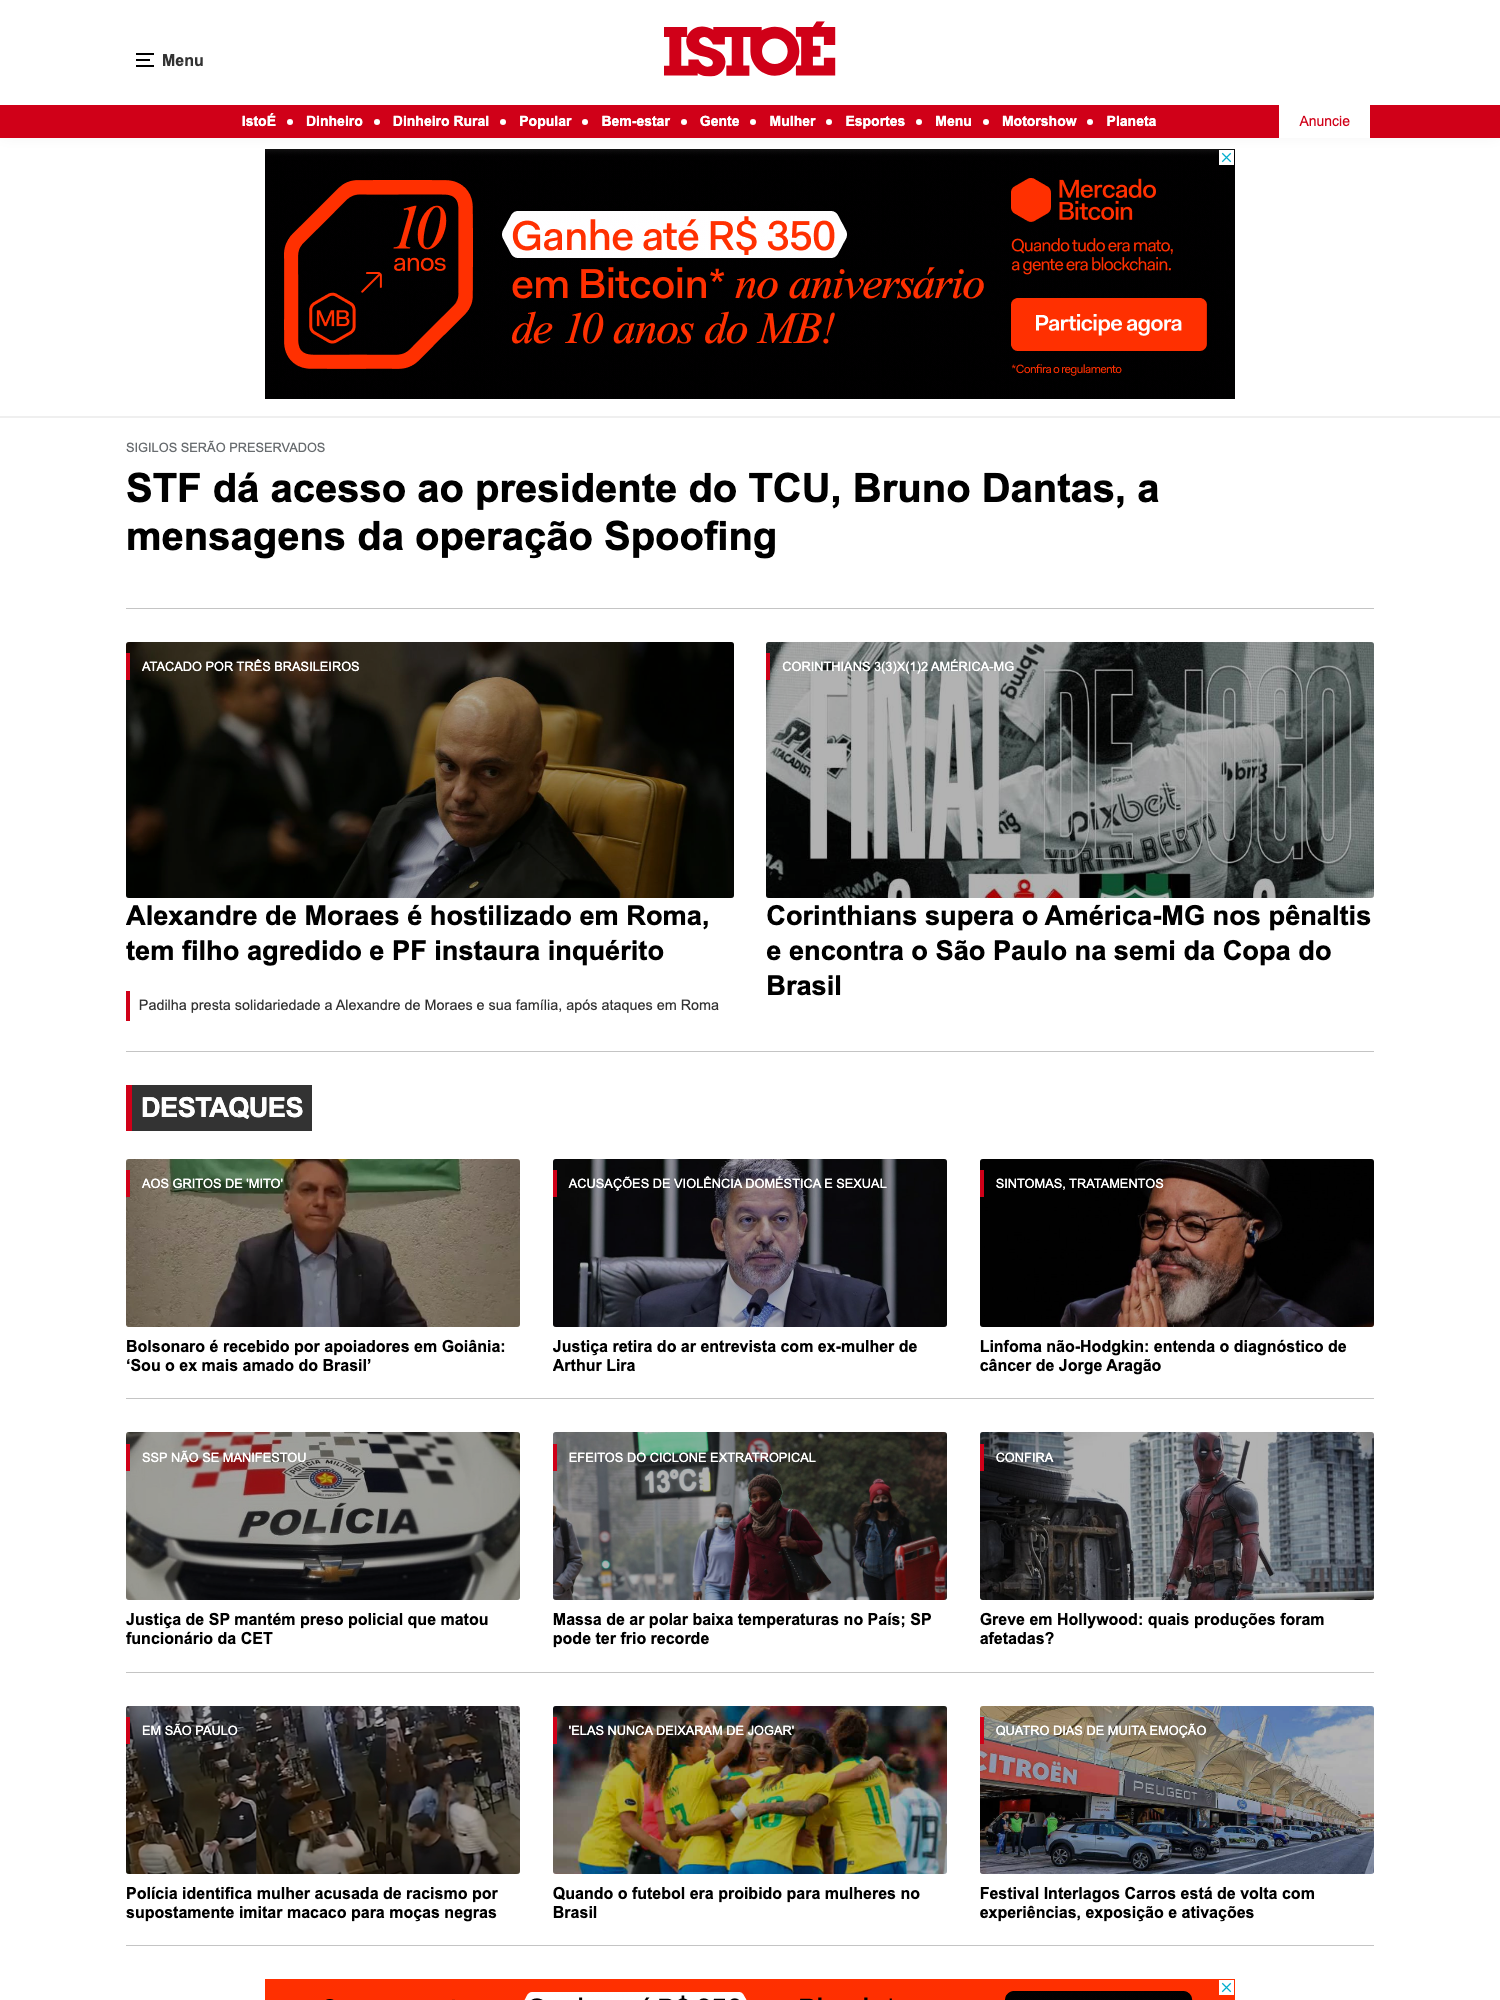 Menu
ISTOÉ
IstoÉ • Dinheiro • Dinheiro Rural • Popular • Bem-estar • Gente • Mulher • Esportes • Menu • Motorshow • Planeta
Anuncie
10
anos
MB
Ganhe até R$ 350
em Bitcoin* no aniversário
de 10 anos do MB!
Mercado
Bitcoin
Quando tudo era mato,
a gente era blockchain.
Participe agora
*Confira o regulamento
SIGILOS SERÃO PRESERVADOS
STF dá acesso ao presidente do TCU, Bruno Dantas, a
mensagens da operação Spoofing
ATACADO POR TRÊS BRASILEIROS
Alexandre de Moraes é hostilizado em Roma,
tem filho agredido e PF instaura inquérito
Padilha presta solidariedade a Alexandre de Moraes e sua família, após ataques em Roma
CORINTHIANS 3(3)X(1)2 AMÉRICA-MG
FINAL DE JOGO
bmg
pixbet
YURI ALBERTO
Corinthians supera o América-MG nos pênaltis
e encontra o São Paulo na semi da Copa do
Brasil
DESTAQUES
AOS GRITOS DE 'MITO'
Bolsonaro é recebido por apoiadores em Goiânia:
‘Sou o ex mais amado do Brasil’
ACUSAÇÕES DE VIOLÊNCIA DOMÉSTICA E SEXUAL
Justiça retira do ar entrevista com ex-mulher de
Arthur Lira
SINTOMAS, TRATAMENTOS
Linfoma não-Hodgkin: entenda o diagnóstico de
câncer de Jorge Aragão
SSP NÃO SE MANIFESTOU
POLÍCIA MILITAR
POLÍCIA
Justiça de SP mantém preso policial que matou
funcionário da CET
EFEITOS DO CICLONE EXTRATROPICAL
13°C
Massa de ar polar baixa temperaturas no País; SP
pode ter frio recorde
CONFIRA
Greve em Hollywood: quais produções foram
afetadas?
EM SÃO PAULO
Polícia identifica mulher acusada de racismo por
supostamente imitar macaco para moças negras
'ELAS NUNCA DEIXARAM DE JOGAR'
7
10
11
19
Quando o futebol era proibido para mulheres no
Brasil
QUATRO DIAS DE MUITA EMOÇÃO
CITROËN
PEUGEOT
Festival Interlagos Carros está de volta com
experiências, exposição e ativações